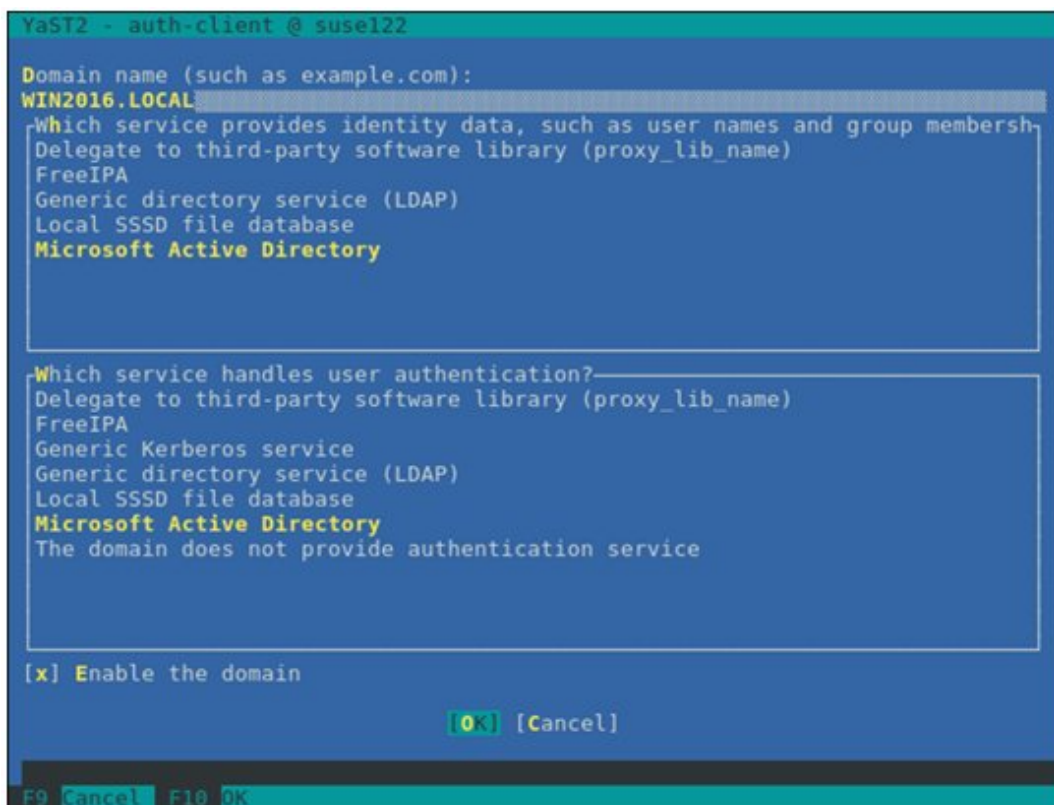 YaST2 - auth-client @ suse122
Domain name (such as example.com):
WIN2016.LOCAL
Which service provides identity data, such as user names and group membersh
Delegate to third-party software library (proxy_lib_name)
FreeIPA
Generic directory service (LDAP)
Local SSSD file database
Microsoft Active Directory
Which service handles user authentication?
Delegate to third-party software library (proxy_lib_name)
FreeIPA
Generic Kerberos service
Generic directory service (LDAP)
Local SSSD file database
Microsoft Active Directory
The domain does not provide authentication service
[x] Enable the domain
[OK] [Cancel]
F9 Cancel F10 OK